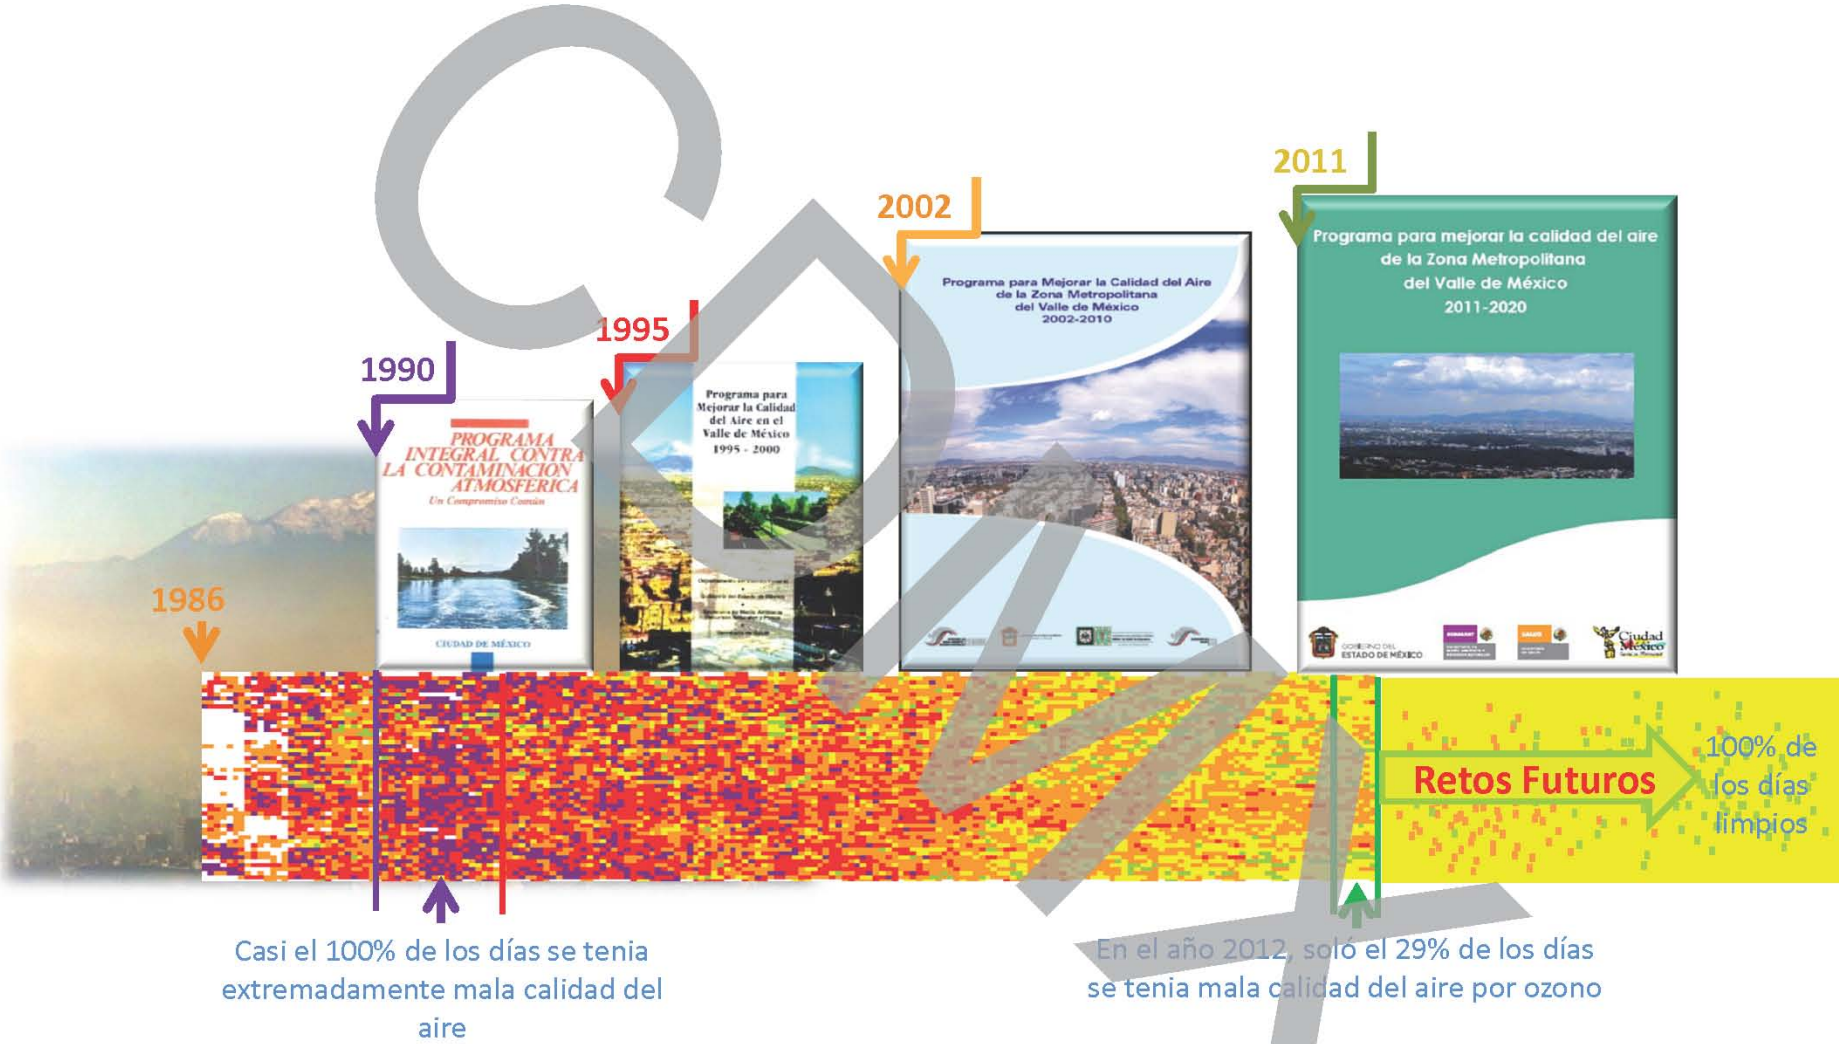 1986
1990
PROGRAMA
INTEGRAL CONTRA
LA CONTAMINACION
ATMOSFERICA
Un Compromiso Común
CIUDAD DE MÉXICO
1995
Programa para
Mejorar la Calidad
del Aire en el
Valle de México
1995 - 2000
2002
Programa para Mejorar la Calidad del Aire
de la Zona Metropolitana
del Valle de México
2002-2010
2011
Programa para mejorar la calidad del aire
de la Zona Metropolitana
del Valle de México
2011-2020
GOBIERNO DEL
ESTADO DE MÉXICO
Ciudad
México
Retos Futuros
100% de
los días
limpios
Casi el 100% de los días se tenia
extremadamente mala calidad del
aire
En el año 2012, soló el 29% de los días
se tenia mala calidad del aire por ozono